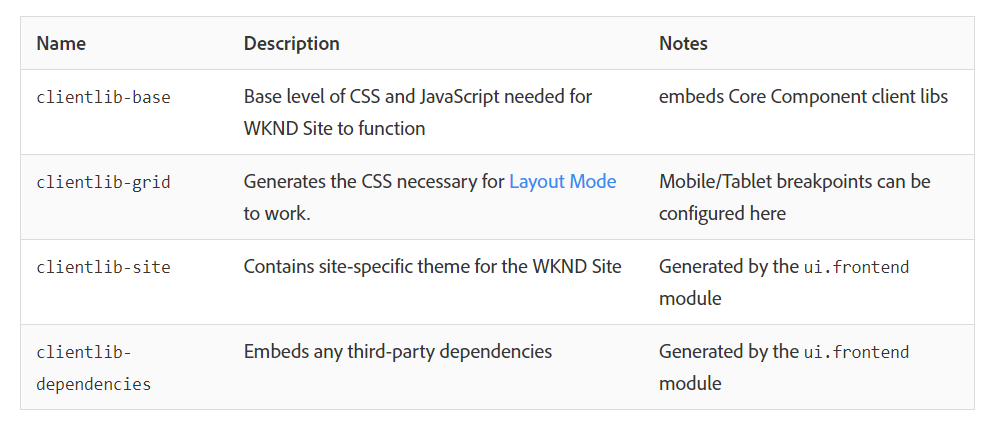 Name Description Notes
clientlib-base Base level of CSS and JavaScript needed for embeds Core Component client libs
WKND Site to function
clientlib-grid Generates the CSS necessary for Layout Mode Mobile/Tablet breakpoints can be
to work. configured here
clientlib-site Contains site-specific theme for the WKND Site Generated by the ui.frontend
module
clientlib- Embeds any third-party dependencies Generated by the ui.frontend
dependencies module